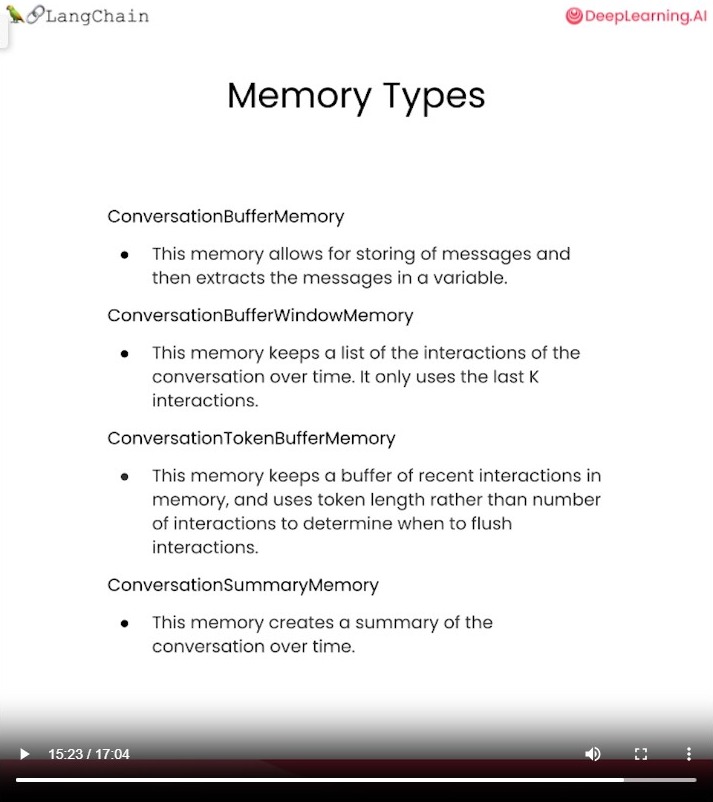 LangChain
DeepLearning.AI
Memory Types
ConversationBufferMemory
● This memory allows for storing of messages and
then extracts the messages in a variable.
ConversationBufferWindowMemory
● This memory keeps a list of the interactions of the
conversation over time. It only uses the last K
interactions.
ConversationTokenBufferMemory
● This memory keeps a buffer of recent interactions in
memory, and uses token length rather than number
of interactions to determine when to flush
interactions.
ConversationSummaryMemory
● This memory creates a summary of the
conversation over time.
15:23 / 17:04